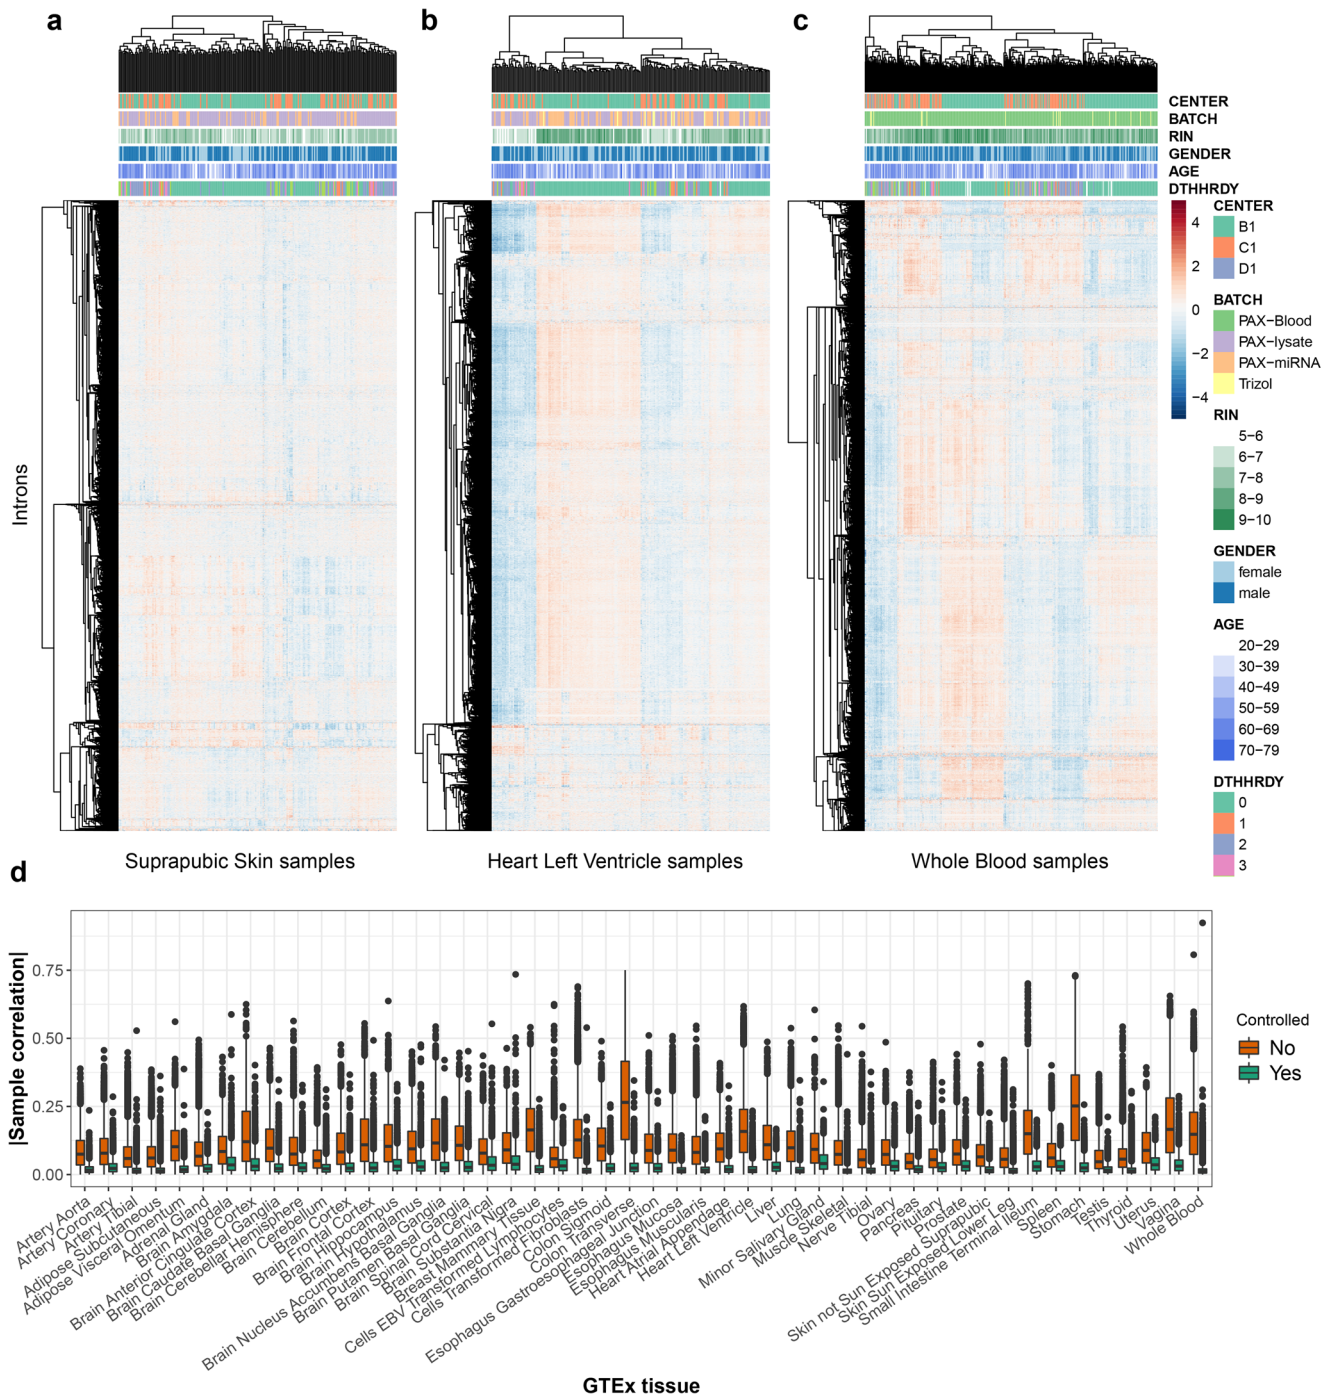 a
b
c
CENTER
BATCH
RIN
GENDER
AGE
DTHHRDY
4
2
0
−2
−4
CENTER
B1
C1
D1
BATCH
PAX−Blood
PAX−lysate
PAX−miRNA
Trizol
RIN
5−6
6−7
7−8
8−9
9−10
GENDER
female
male
AGE
20−29
30−39
40−49
50−59
60−69
70−79
DTHHRDY
0
1
2
3
Introns
Suprapubic Skin samples
Heart Left Ventricle samples
Whole Blood samples
d
|Sample correlation|
0.75
0.50
0.25
0.00
Controlled
No
Yes
Artery Aorta
Artery Coronary
Artery Tibial
Adipose Subcutaneous
Adipose Visceral Omentum
Adrenal Gland
Brain Amygdala
Brain Anterior Cingulate Cortex
Brain Caudate Basal Ganglia
Brain Cerebellar Hemisphere
Brain Cerebellum
Brain Cortex
Brain Frontal Cortex
Brain Hippocampus
Brain Hypothalamus
Brain Nucleus Accumbens Basal Ganglia
Brain Putamen Basal Ganglia
Brain Spinal Cord Cervical
Brain Substantia Nigra
Breast Mammary Tissue
Cells EBV Transformed Lymphocytes
Cells Transformed Fibroblasts
Colon Sigmoid
Colon Transverse
Esophagus Gastroesophageal Junction
Esophagus Mucosa
Esophagus Muscularis
Heart Atrial Appendage
Heart Left Ventricle
Liver
Lung
Minor Salivary Gland
Muscle Skeletal
Nerve Tibial
Ovary
Pancreas
Pituitary
Prostate
Skin not Sun Exposed Suprapubic
Skin Sun Exposed Lower Leg
Small Intestine Terminal Ileum
Spleen
Stomach
Testis
Thyroid
Uterus
Vagina
Whole Blood
GTEx tissue